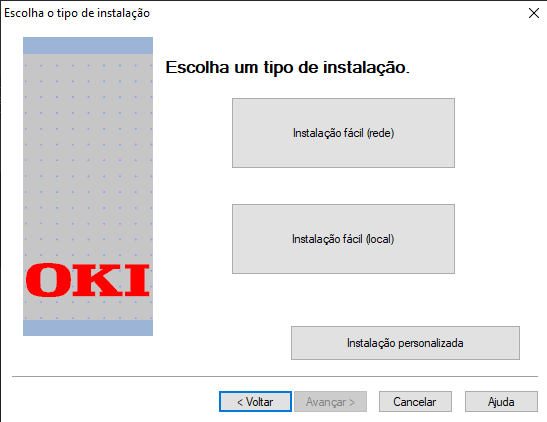 Escolha o tipo de instalação
Escolha um tipo de instalação.
Instalação fácil (rede)
Instalação fácil (local)
OKI
Instalação personalizada
< Voltar
Avançar >
Cancelar
Ajuda